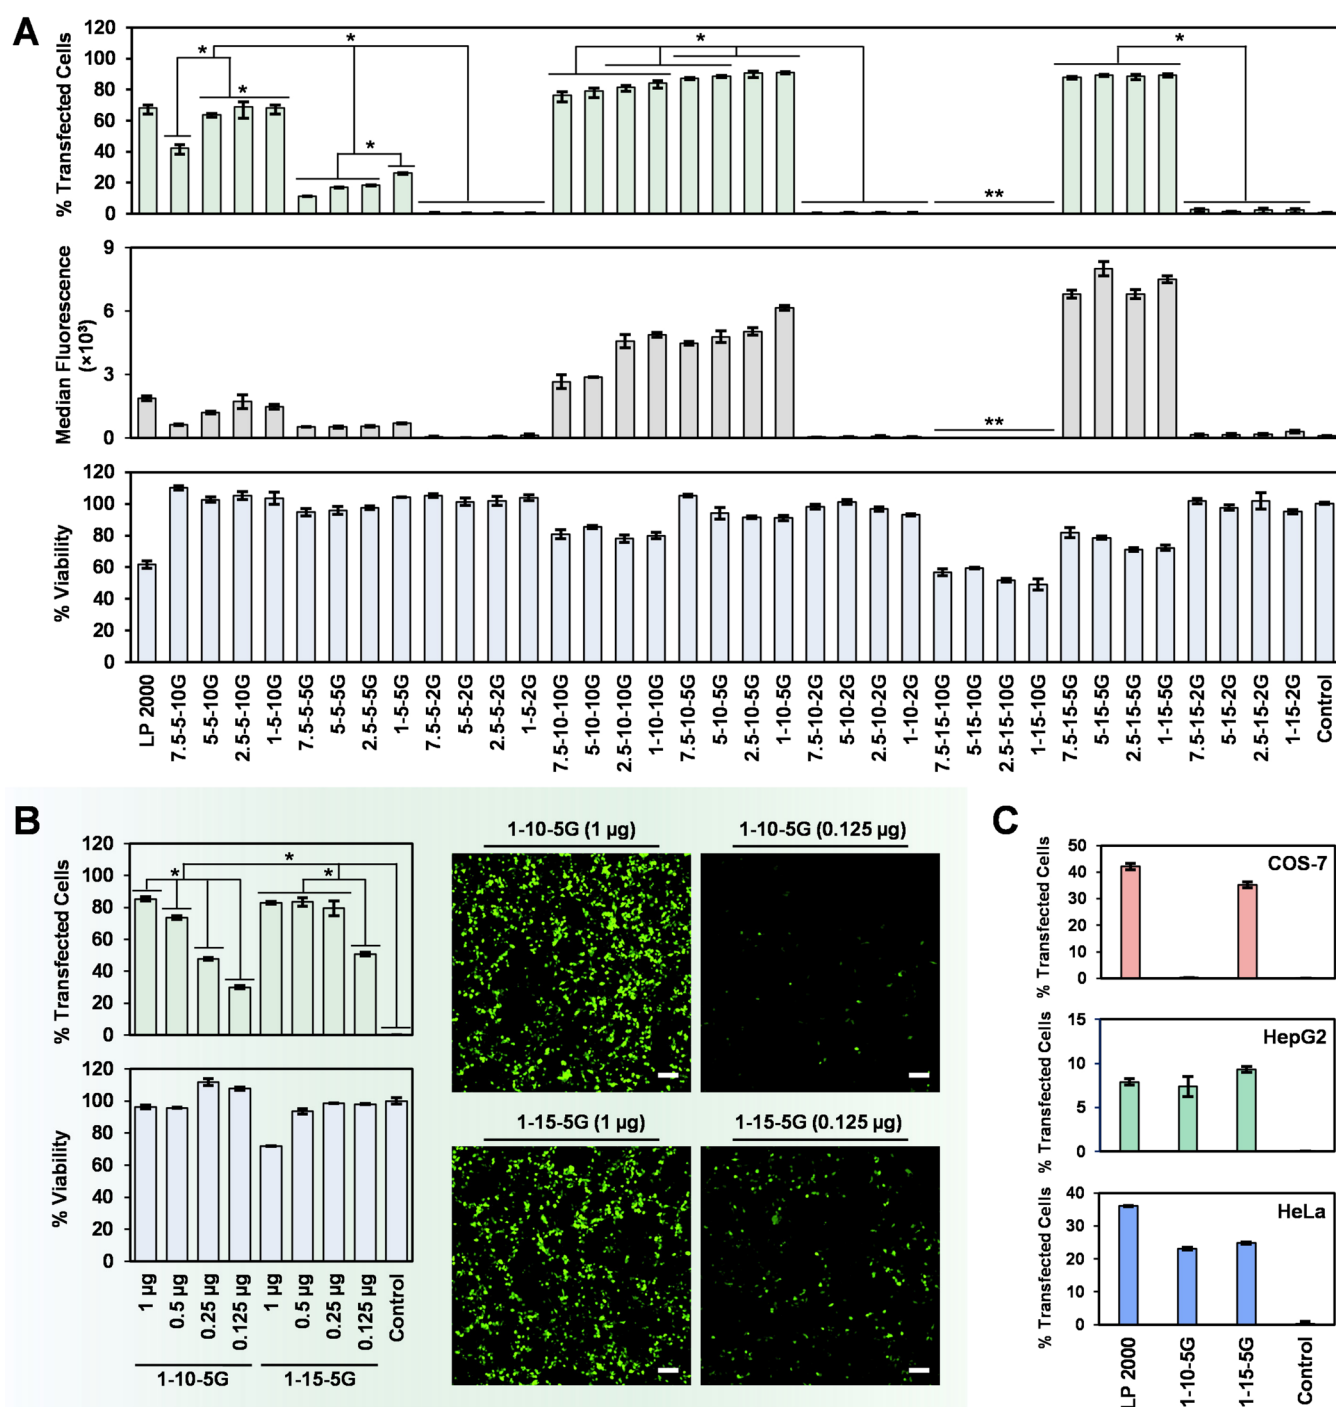 A
120
100
80
60
40
20
0
% Transfected Cells
*
*
*
*
*
**
*
9
6
3
0
Median Fluorescence
(×10³)
**
120
100
80
60
40
20
0
% Viability
LP 2000
7.5-5-10G
5-5-10G
2.5-5-10G
1-5-10G
7.5-5-5G
5-5-5G
2.5-5-5G
1-5-5G
7.5-5-2G
5-5-2G
2.5-5-2G
1-5-2G
7.5-10-10G
5-10-10G
2.5-10-10G
1-10-10G
7.5-10-5G
5-10-5G
2.5-10-5G
1-10-5G
7.5-10-2G
5-10-2G
2.5-10-2G
1-10-2G
7.5-15-10G
5-15-10G
2.5-15-10G
1-15-10G
7.5-15-5G
5-15-5G
2.5-15-5G
1-15-5G
7.5-15-2G
5-15-2G
2.5-15-2G
1-15-2G
Control
B
120
100
80
60
40
20
0
% Transfected Cells
*
*
*
120
100
80
60
40
20
0
% Viability
1 µg
0.5 µg
0.25 µg
0.125 µg
1 µg
0.5 µg
0.25 µg
0.125 µg
Control
1-10-5G
1-15-5G
1-10-5G (1 µg)
1-10-5G (0.125 µg)
1-15-5G (1 µg)
1-15-5G (0.125 µg)
C
50
40
30
20
10
0
% Transfected Cells
COS-7
15
10
5
0
% Transfected Cells
HepG2
40
30
20
10
0
% Transfected Cells
HeLa
LP 2000
1-10-5G
1-15-5G
Control